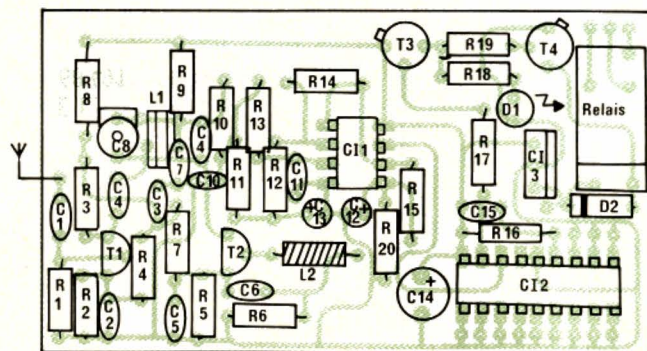 T3
R19
T4
R18
R14
R8
R9
L1
D1
Relais
R10
R13
C8
C4
C7
CI1
R17
CI3
C10
R11
R12
C11
R3
C4
C3
C1
R7
C13
C12
R15
C15
D2
R16
R20
T1
R4
T2
L2
CI2
R1
R2
C2
C5
R5
C6
R6
C14